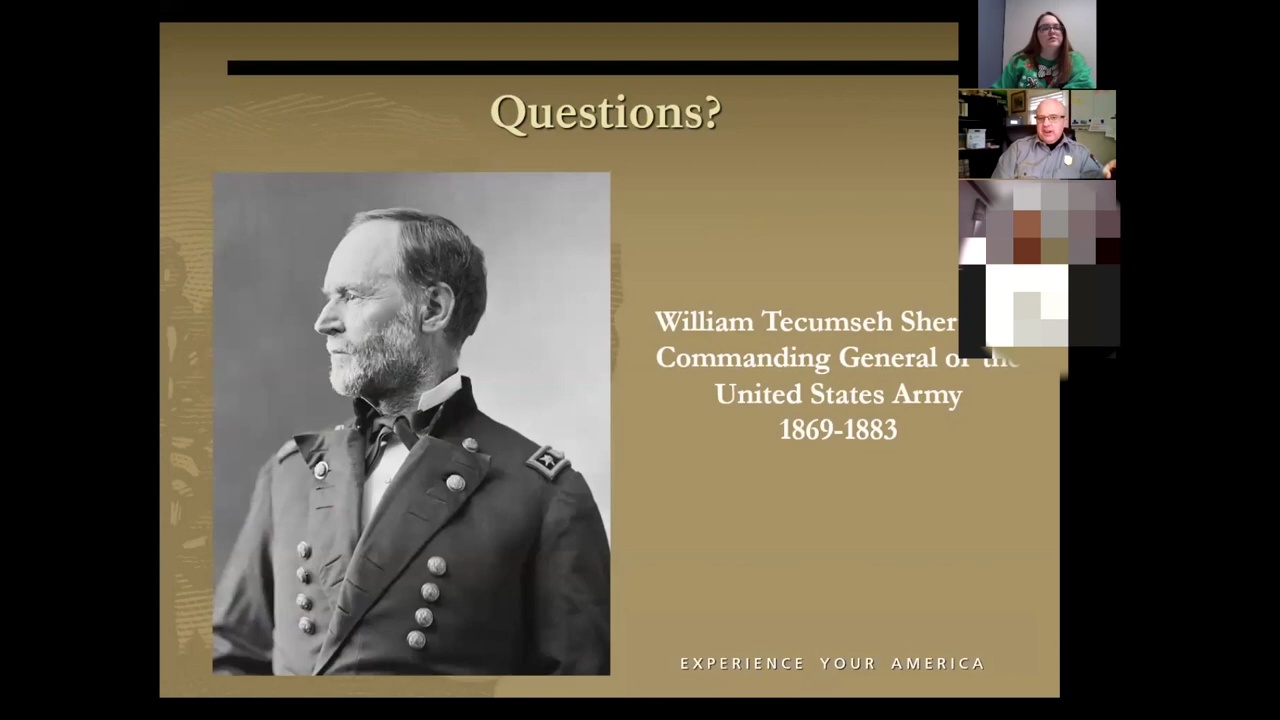 Questions?
William Tecumseh Sher
Commanding General of the
United States Army
1869-1883
EXPERIENCE YOUR AMERICA